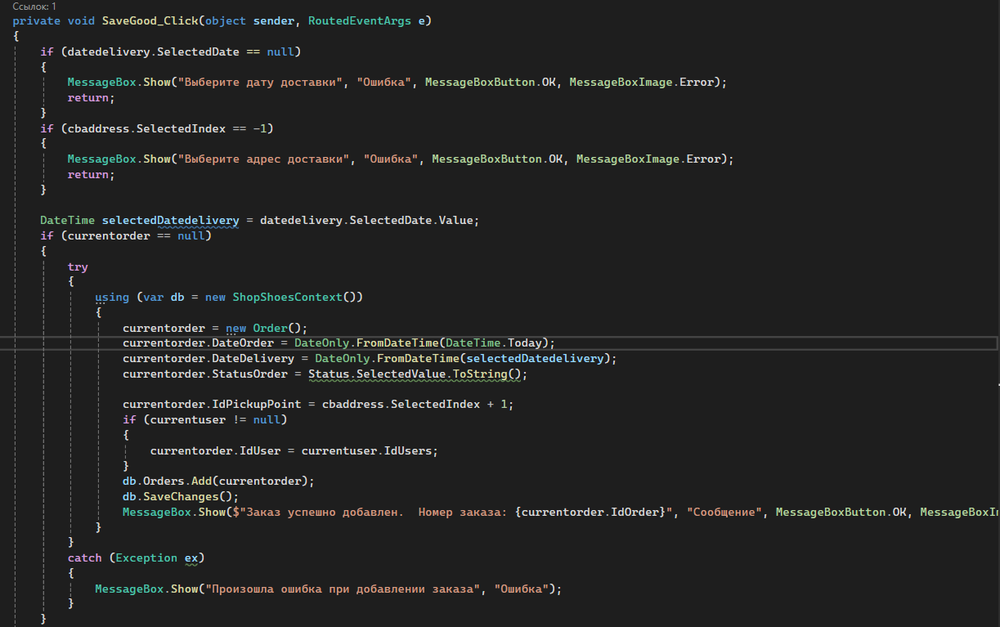 Ссылок: 1
private void SaveGood_Click(object sender, RoutedEventArgs e)
{
if (datedelivery.SelectedDate == null)
{
MessageBox.Show("Выберите дату доставки", "Ошибка", MessageBoxButton.OK, MessageBoxImage.Error);
return;
}
if (cbaddress.SelectedIndex == -1)
{
MessageBox.Show("Выберите адрес доставки", "Ошибка", MessageBoxButton.OK, MessageBoxImage.Error);
return;
}
DateTime selectedDatedelivery = datedelivery.SelectedDate.Value;
if (currentorder == null)
{
try
{
using (var db = new ShopShoesContext())
{
currentorder = new Order();
currentorder.DateOrder = DateOnly.FromDateTime(DateTime.Today);
currentorder.DateDelivery = DateOnly.FromDateTime(selectedDatedelivery);
currentorder.StatusOrder = Status.SelectedValue.ToString();
currentorder.IdPickupPoint = cbaddress.SelectedIndex + 1;
if (currentuser != null)
{
currentorder.IdUser = currentuser.IdUsers;
}
db.Orders.Add(currentorder);
db.SaveChanges();
MessageBox.Show($"Заказ успешно добавлен.  Номер заказа: {currentorder.IdOrder}", "Сообщение", MessageBoxButton.OK,
}
}
catch (Exception ex)
{
MessageBox.Show("Произошла ошибка при добавлении заказа", "Ошибка");
}
}